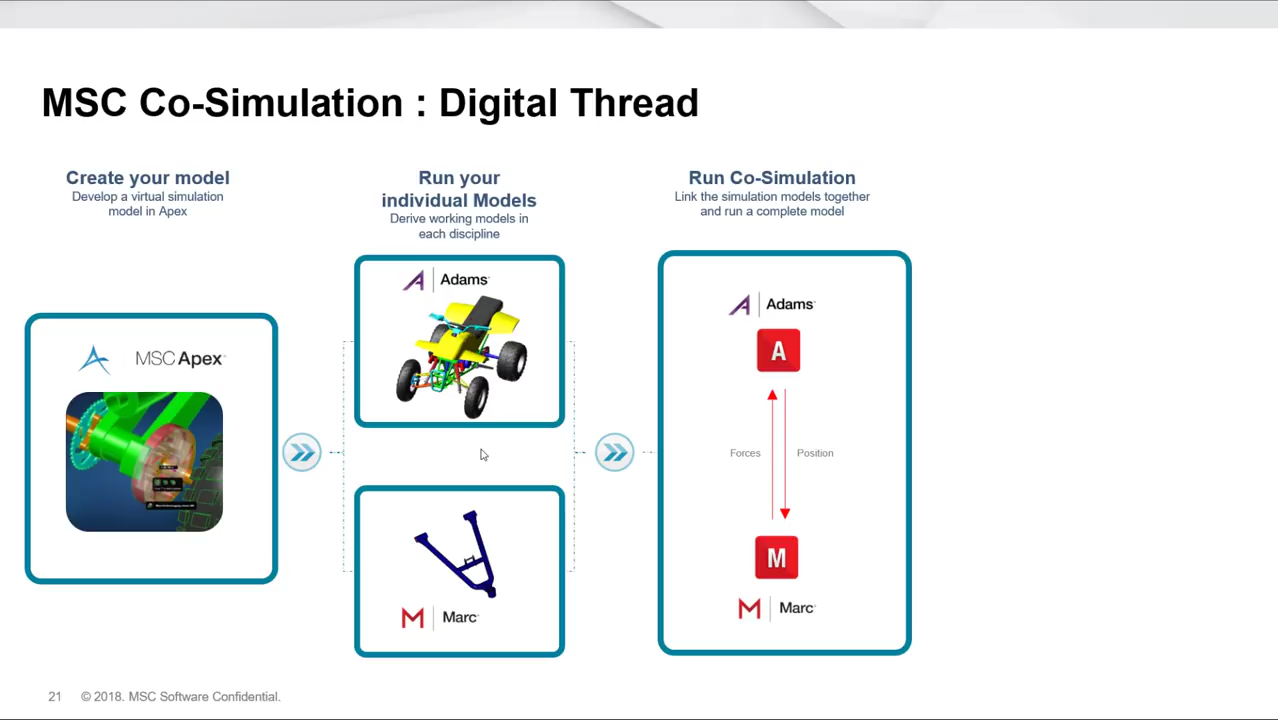 MSC Co-Simulation : Digital Thread
Create your model
Develop a virtual simulation
model in Apex
MSC Apex
Run your
individual Models
Derive working models in
each discipline
Adams
Marc
Run Co-Simulation
Link the simulation models together
and run a complete model
Adams
A
Forces
Position
M
Marc
21 © 2018. MSC Software Confidential.